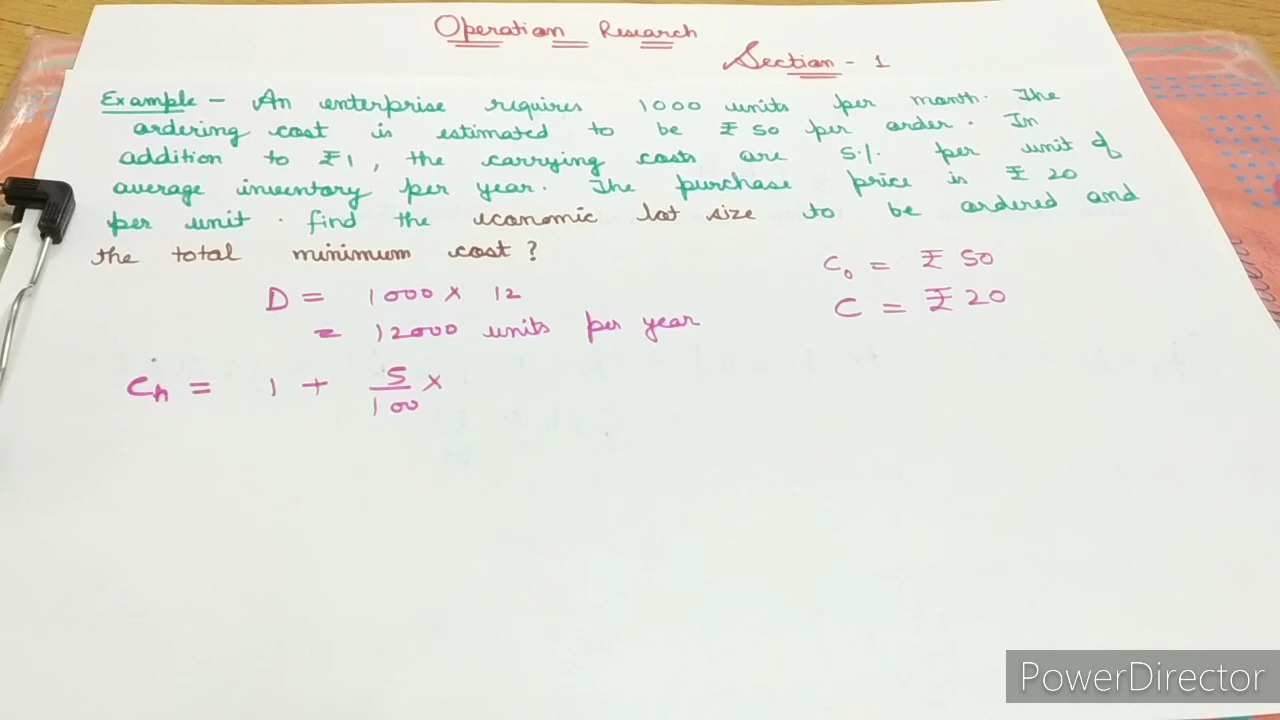 Operation Research
Section - 1
Example - An enterprise requires 1000 units per month. The
ordering cost is estimated to be ₹ 50 per order. In
addition to ₹1, the carrying costs are 5% per unit of
average inventory per year. The purchase price is ₹ 20
per unit. find the economic lot size to be ordered and
the total minimum cost?
C₀ = ₹ 50
D = 1000 × 12
C = ₹ 20
= 12000 units per year
Ch = 1 + 5/100 ×
PowerDirector